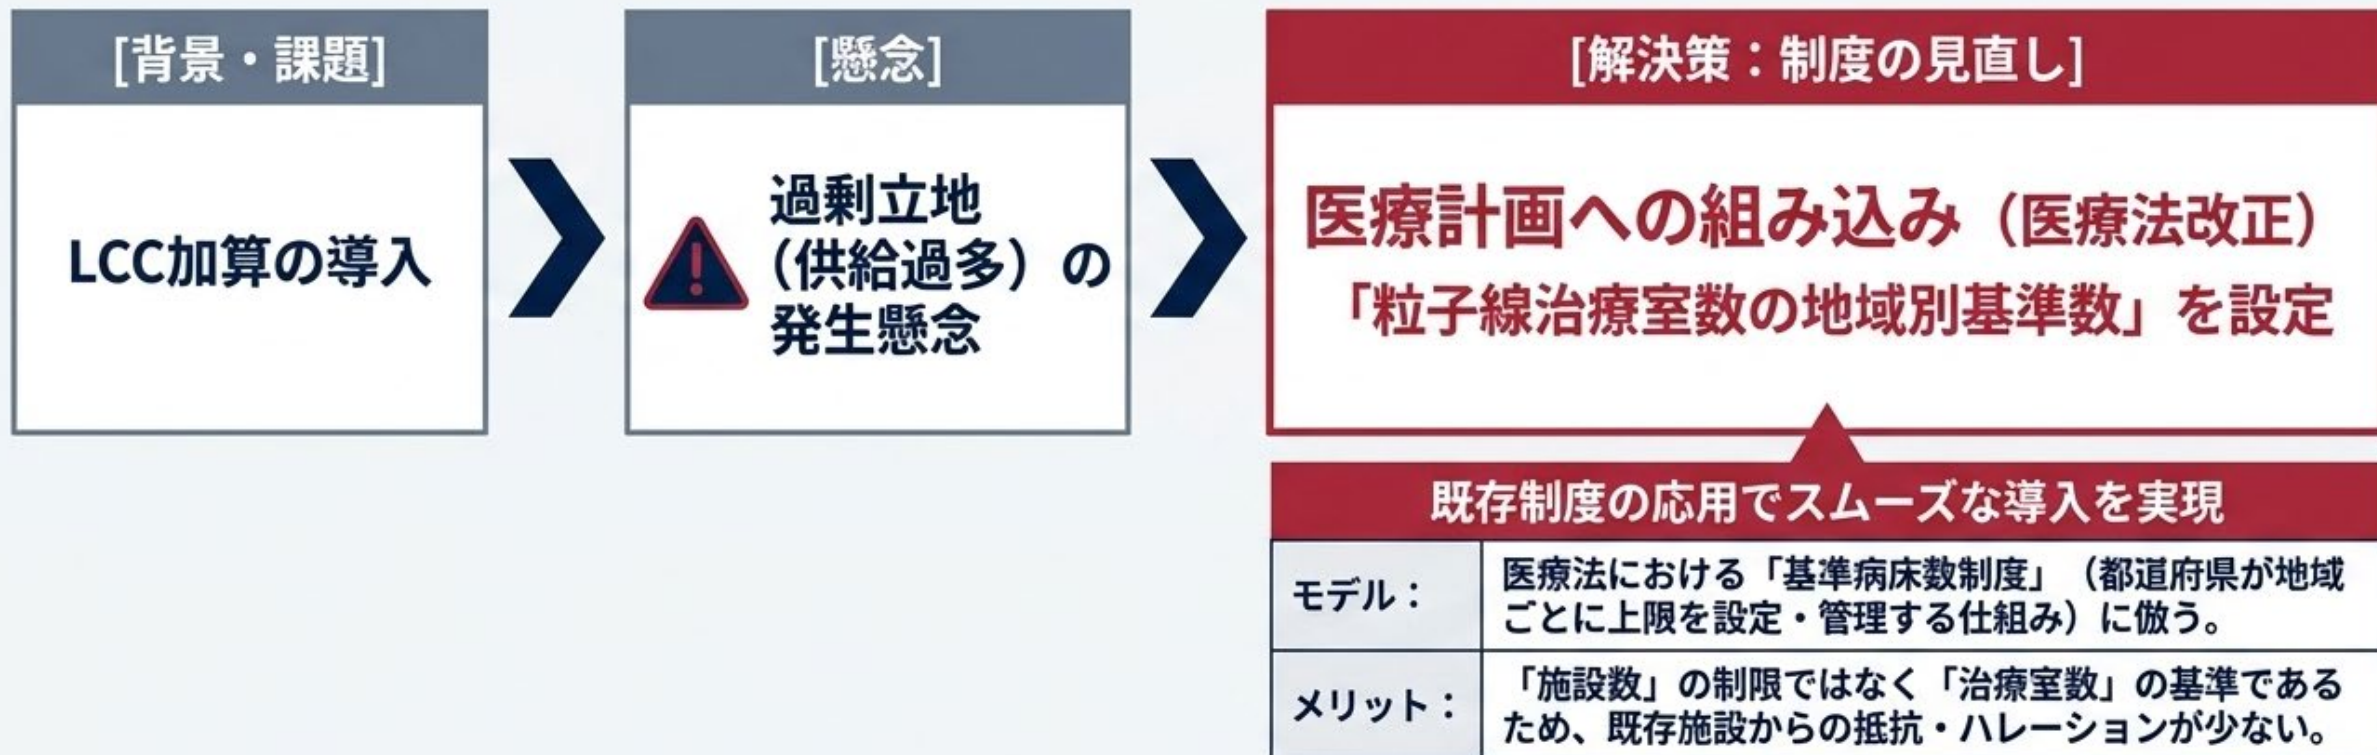 [背景・課題]
LCC加算の導入
[懸念]
過剰立地
（供給過多）の
発生懸念
[解決策：制度の見直し]
医療計画への組み込み（医療法改正）
「粒子線治療室数の地域別基準数」を設定
既存制度の応用でスムーズな導入を実現
モデル：
医療法における「基準病床数制度」（都道府県が地域
ごとに上限を設定・管理する仕組み）に倣う。
メリット：
「施設数」の制限ではなく「治療室数」の基準である
ため、既存施設からの抵抗・ハレーションが少ない。